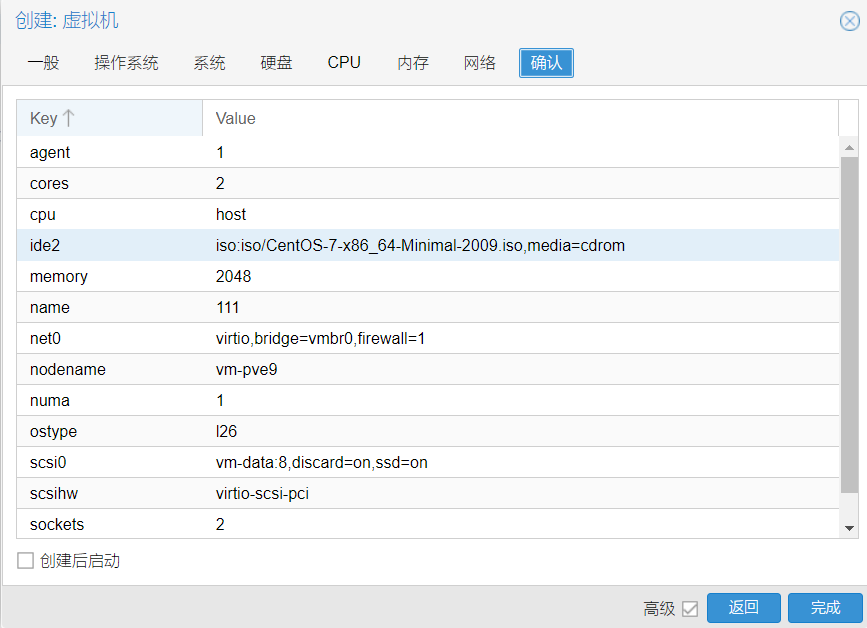 创建: 虚拟机
一般 操作系统 系统 硬盘 CPU 内存 网络 确认
Key Value
agent 1
cores 2
cpu host
ide2 iso:iso/CentOS-7-x86_64-Minimal-2009.iso,media=cdrom
memory 2048
name 111
net0 virtio,bridge=vmbr0,firewall=1
nodename vm-pve9
numa 1
ostype l26
scsi0 vm-data:8,discard=on,ssd=on
scsihw virtio-scsi-pci
sockets 2
创建后启动
高级 返回 完成